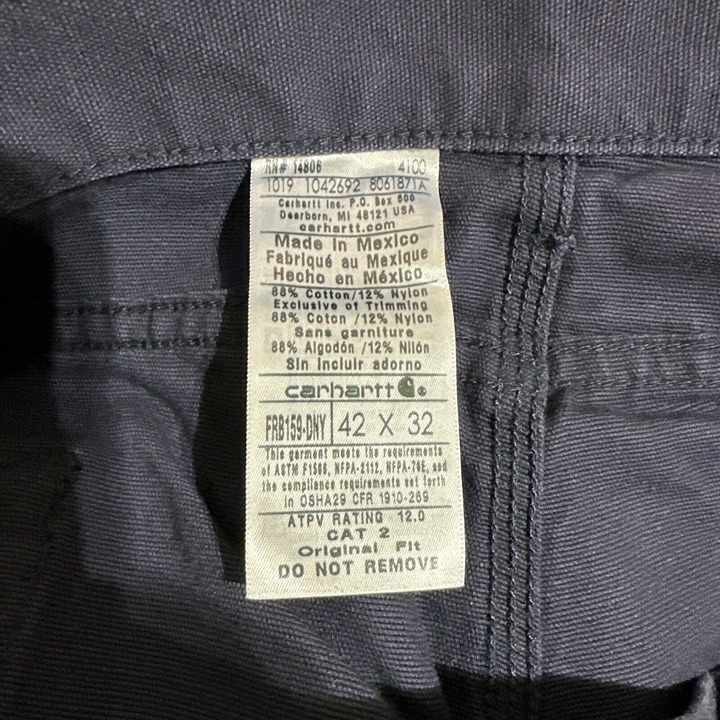 RN# 14806 4100
1019 1042692 8061871A
Carhartt Inc. P.O. Box 600
Dearborn, MI 48121 USA
carhartt.com
Made in Mexico
Fabriqué au Mexique
Hecho en México
88% Cotton/12% Nylon
Exclusive of Trimming
88% Coton /12% Nylon
Sans garniture
88% Algodón /12% Nilón
Sin incluir adorno
carhartt ®
FRB159-DNY 42 X 32
This garment meets the requirements
of ASTM F1506, NFPA-2112, NFPA-70E, and
the compliance requirements set forth
in OSHA29 CFR 1910-269
ATPV RATING 12.0
CAT 2
Original Fit
DO NOT REMOVE